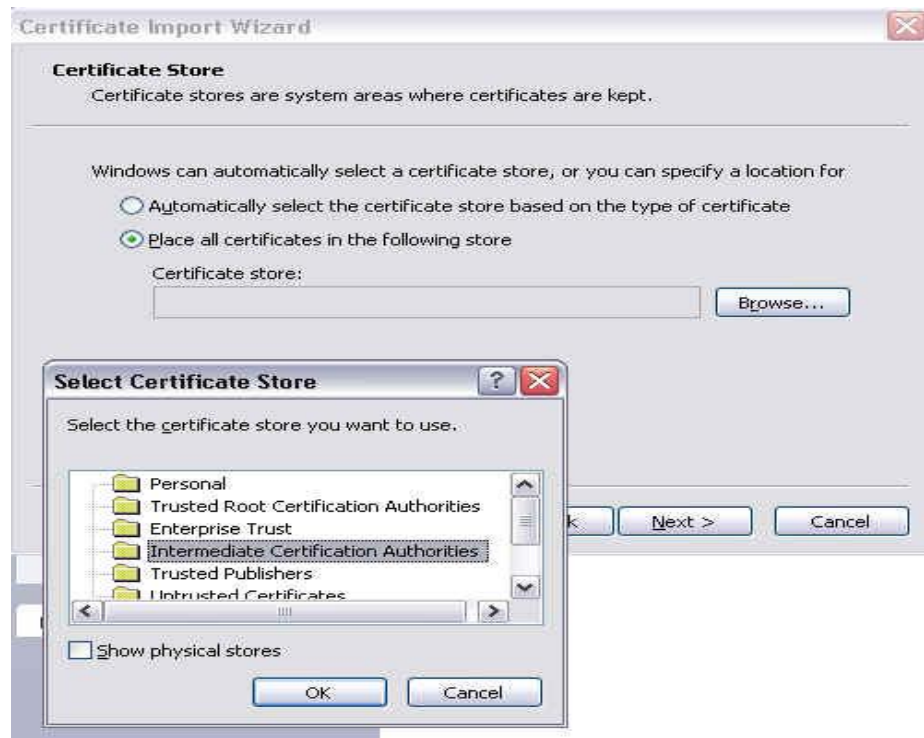 Certificate Import Wizard
Certificate Store
Certificate stores are system areas where certificates are kept.
Windows can automatically select a certificate store, or you can specify a location for
Automatically select the certificate store based on the type of certificate
Place all certificates in the following store
Certificate store:
Browse...
Select Certificate Store
Select the certificate store you want to use.
Personal
Trusted Root Certification Authorities
Enterprise Trust
Intermediate Certification Authorities
Trusted Publishers
Untrusted Certificates
Show physical stores
OK
Cancel
k
Next >
Cancel